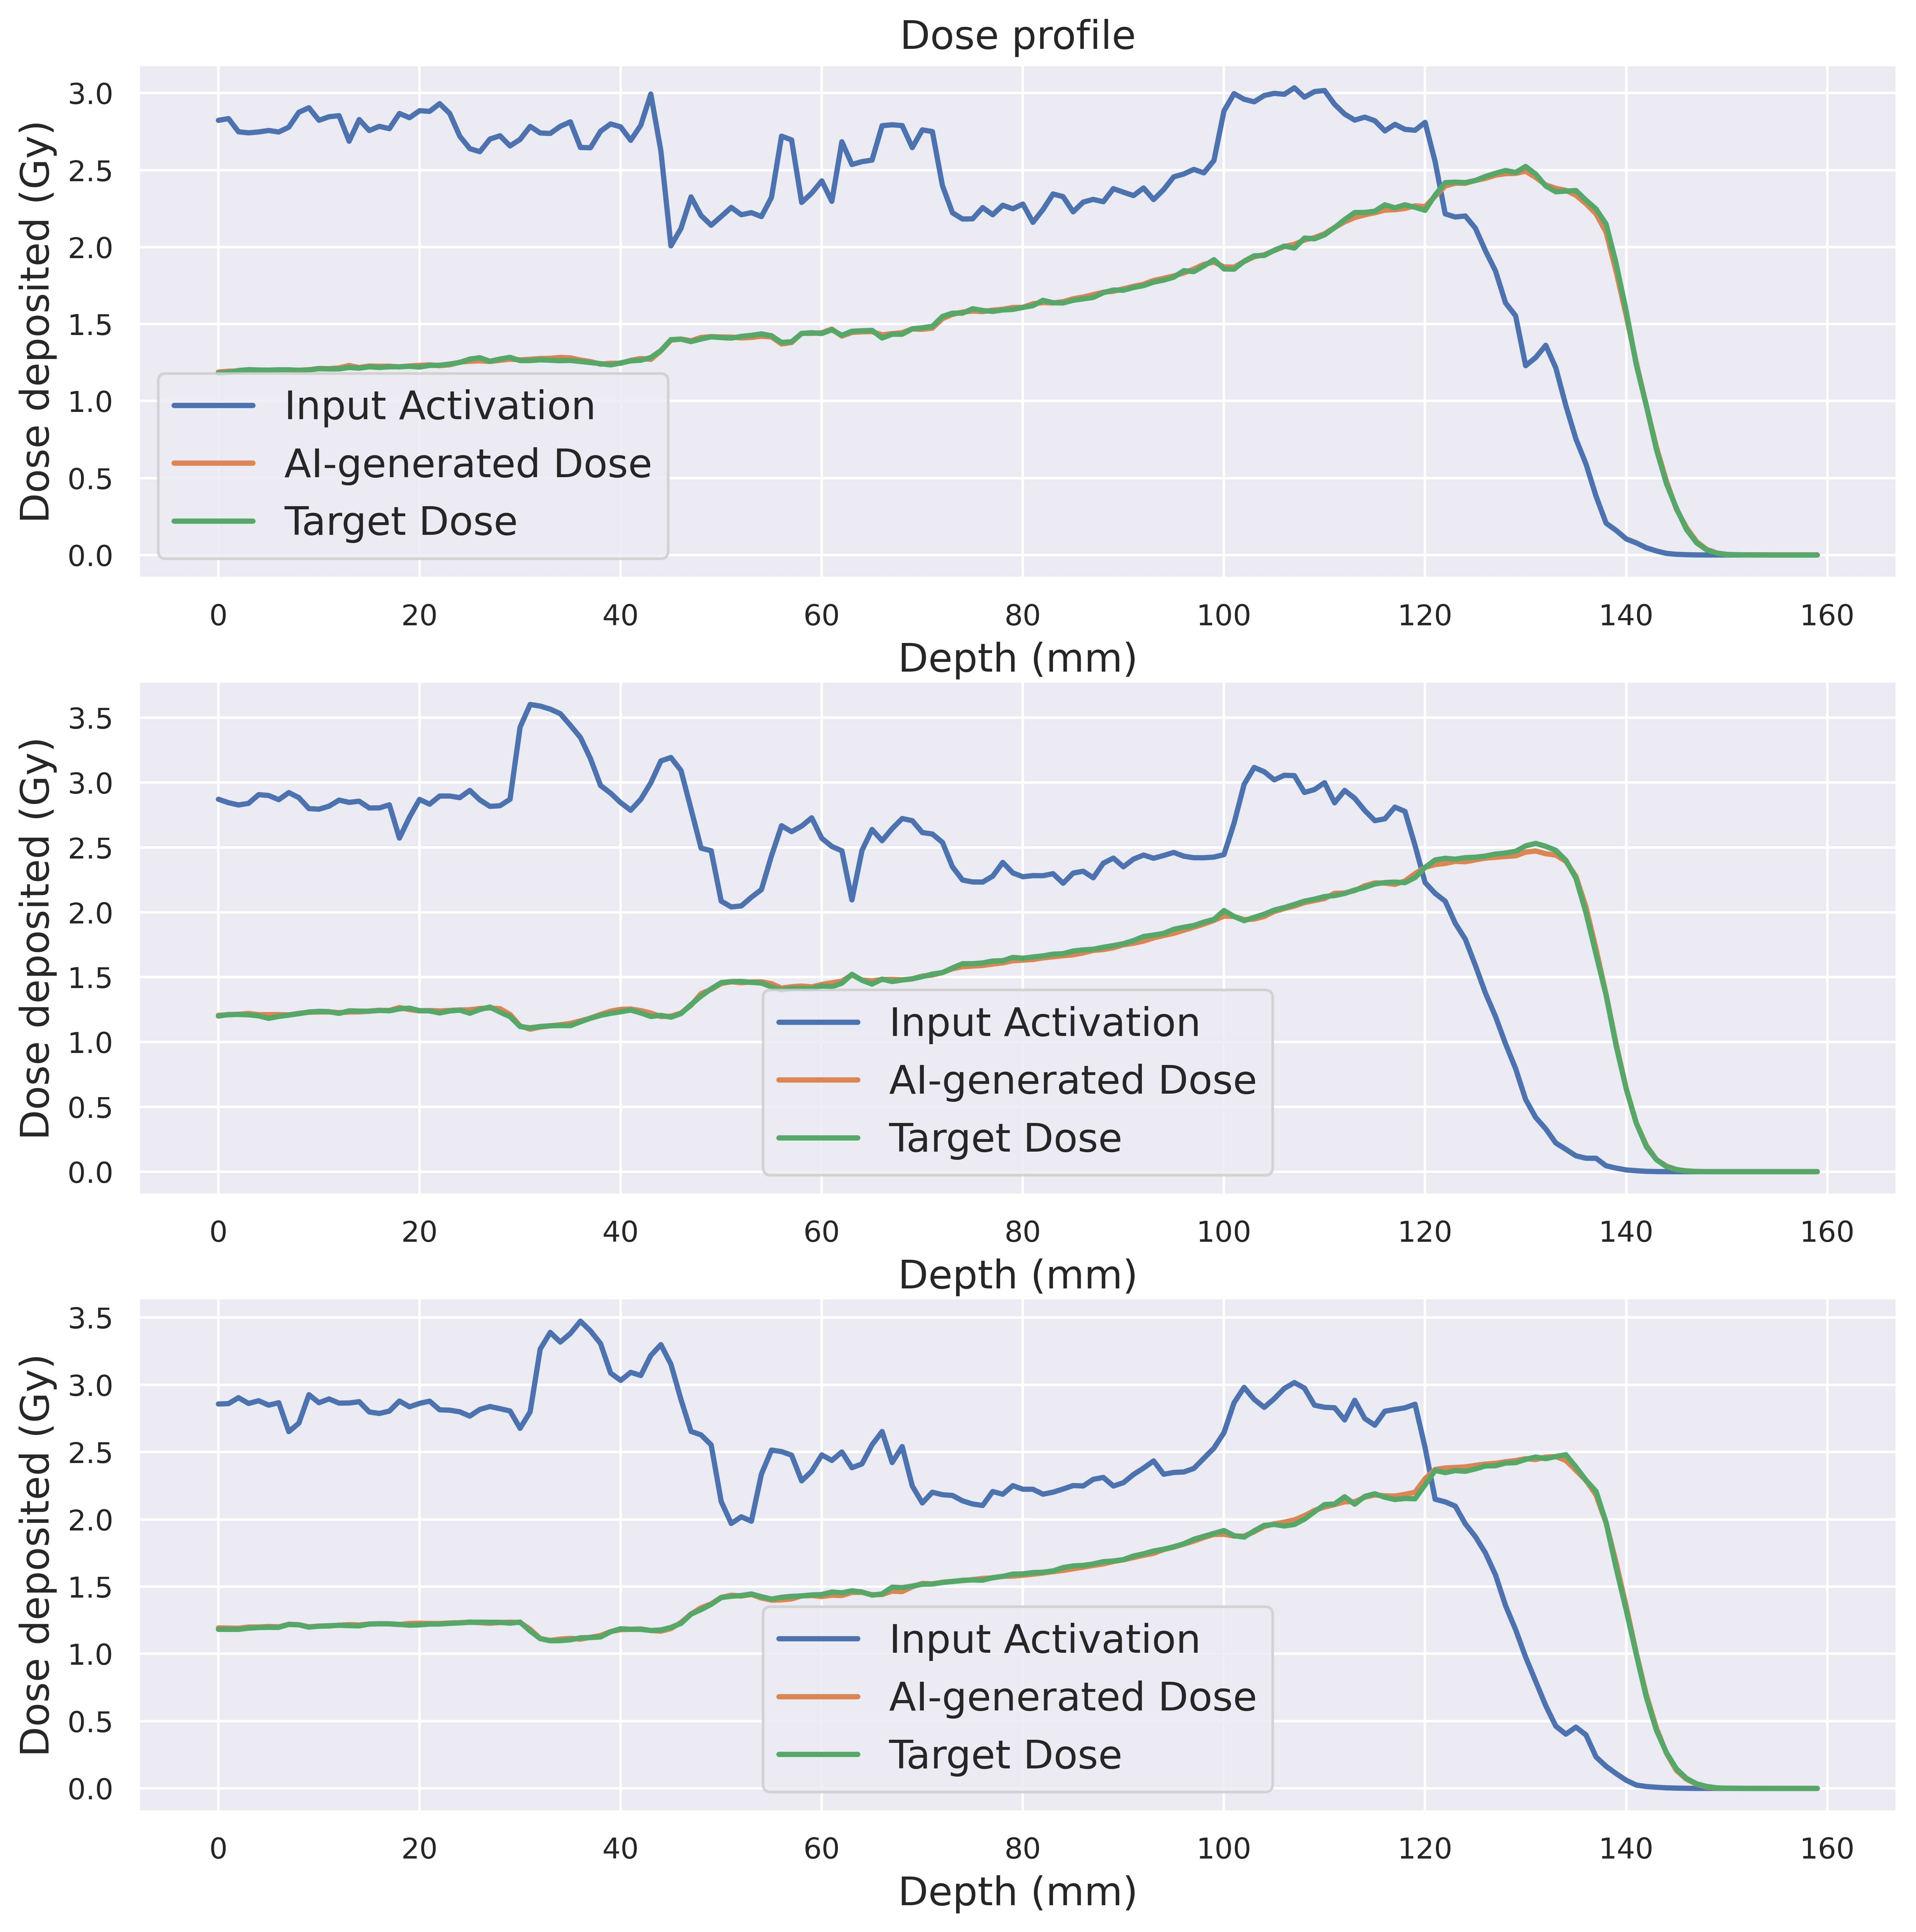 Dose profile
Dose deposited (Gy)
3.0
2.5
2.0
1.5
1.0
0.5
0.0
Input Activation
AI-generated Dose
Target Dose
0 20 40 60 80 100 120 140 160
Depth (mm)
Dose deposited (Gy)
3.5
3.0
2.5
2.0
1.5
1.0
0.5
0.0
Input Activation
AI-generated Dose
Target Dose
0 20 40 60 80 100 120 140 160
Depth (mm)
Dose deposited (Gy)
3.5
3.0
2.5
2.0
1.5
1.0
0.5
0.0
Input Activation
AI-generated Dose
Target Dose
0 20 40 60 80 100 120 140 160
Depth (mm)